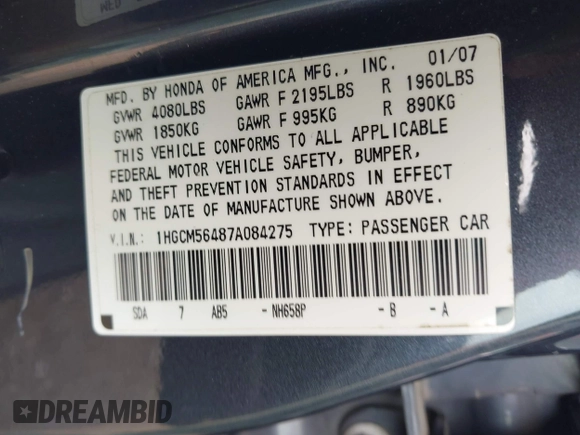 MFD. BY HONDA OF AMERICA MFG., INC. 01/07
GVWR 4080LBS GAWR F 2195LBS R 1960LBS
GVWR 1850KG GAWR F 995KG R 890KG
THIS VEHICLE CONFORMS TO ALL APPLICABLE
FEDERAL MOTOR VEHICLE SAFETY, BUMPER,
AND THEFT PREVENTION STANDARDS IN EFFECT
ON THE DATE OF MANUFACTURE SHOWN ABOVE.
V.I.N.: 1HGCM56487A084275 TYPE: PASSENGER CAR
SDA 7 AB5 -NH658P -B -A
DREAMBID